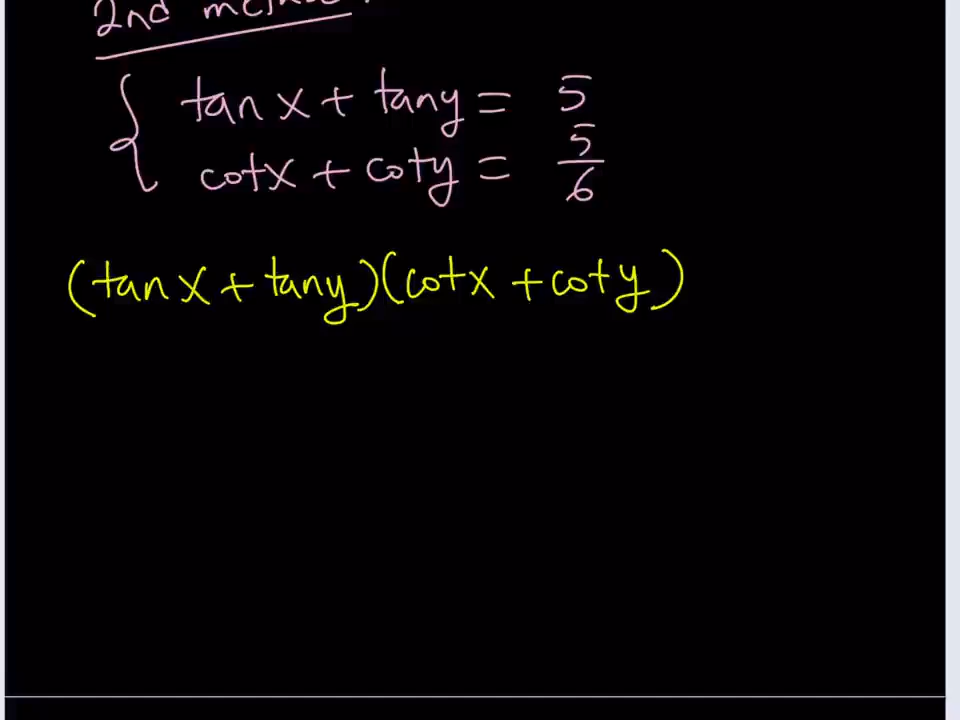 2nd
tan x + tan y = 5
cot x + cot y = 5/6
(tan x + tan y)(cot x + cot y)